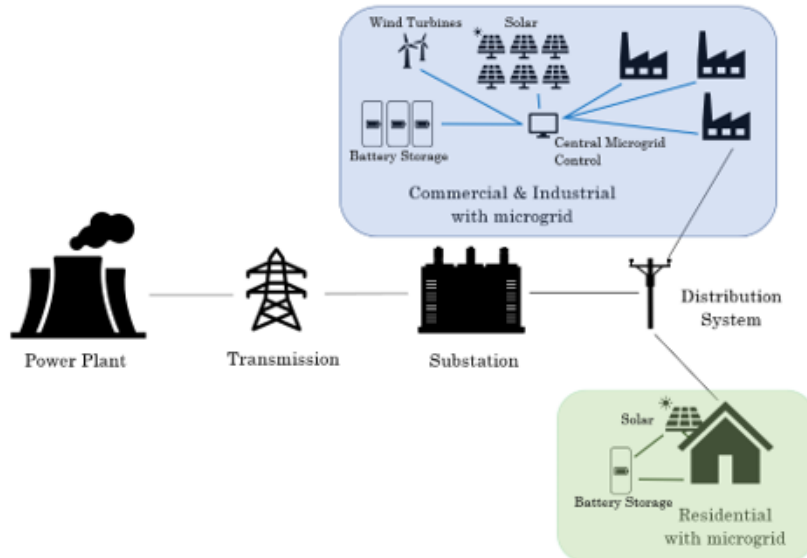 Wind Turbines
Solar
Battery Storage
Central Microgrid
Control
Commercial & Industrial
with microgrid
Power Plant
Transmission
Substation
Distribution
System
Solar
Battery Storage
Residential
with microgrid